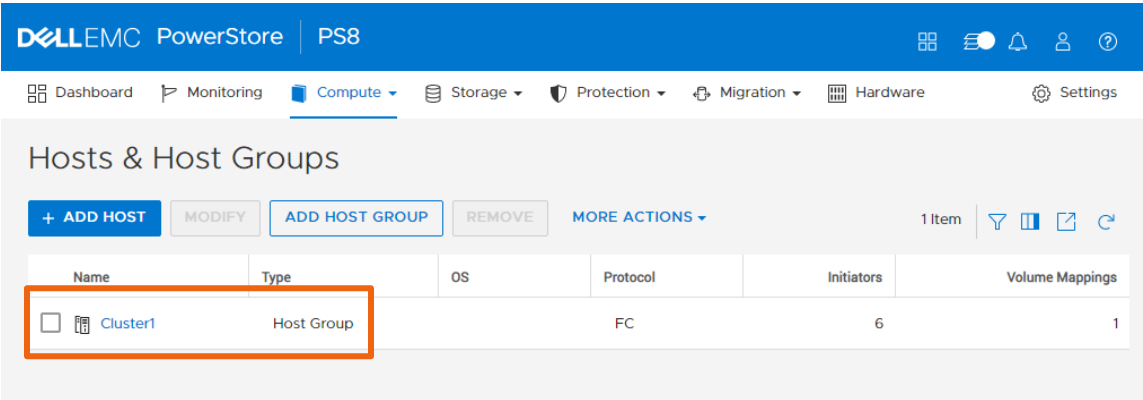 DELLEMC PowerStore PS8
Dashboard Monitoring Compute Storage Protection Migration Hardware Settings
Hosts & Host Groups
+ ADD HOST MODIFY ADD HOST GROUP REMOVE MORE ACTIONS 1 Item
Name Type OS Protocol Initiators Volume Mappings
Cluster1 Host Group FC 6 1